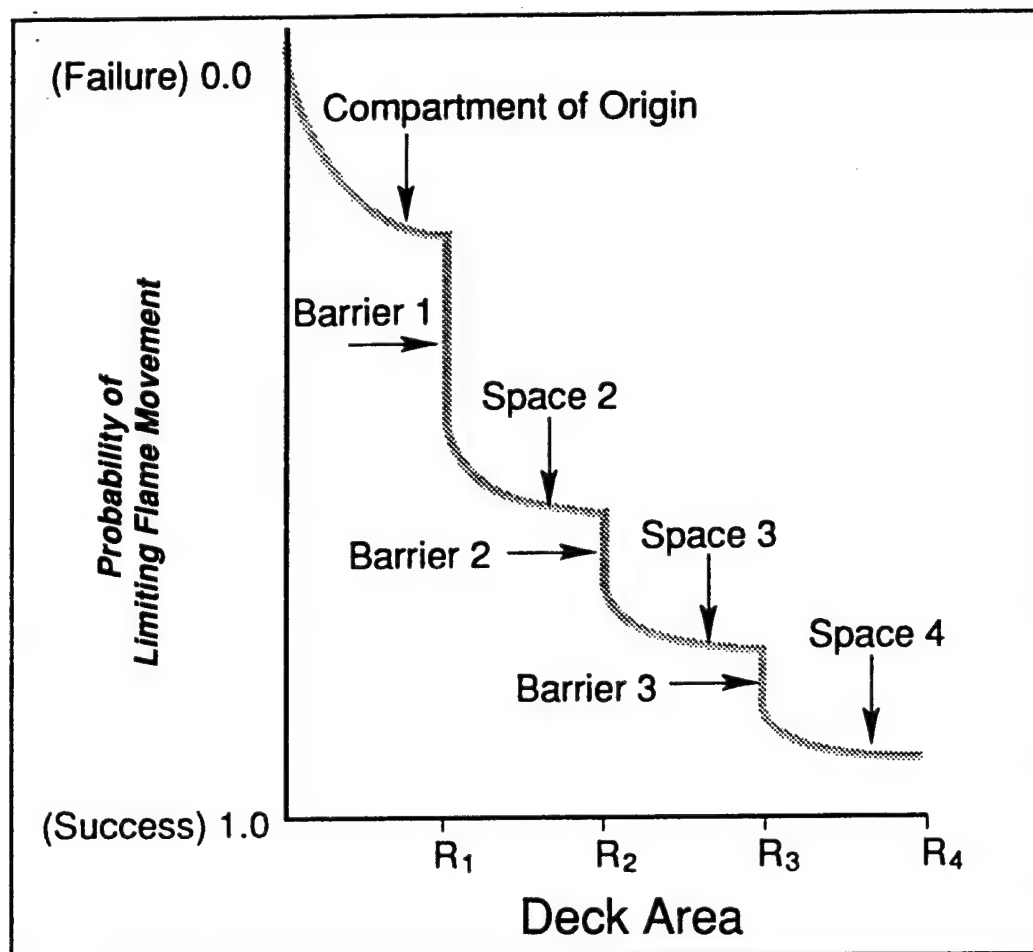 (Failure) 0.0
Compartment of Origin
Barrier 1
Space 2
Barrier 2
Space 3
Barrier 3
Space 4
Probability of
Limiting Flame Movement
(Success) 1.0
R₁ R₂ R₃ R₄
Deck Area